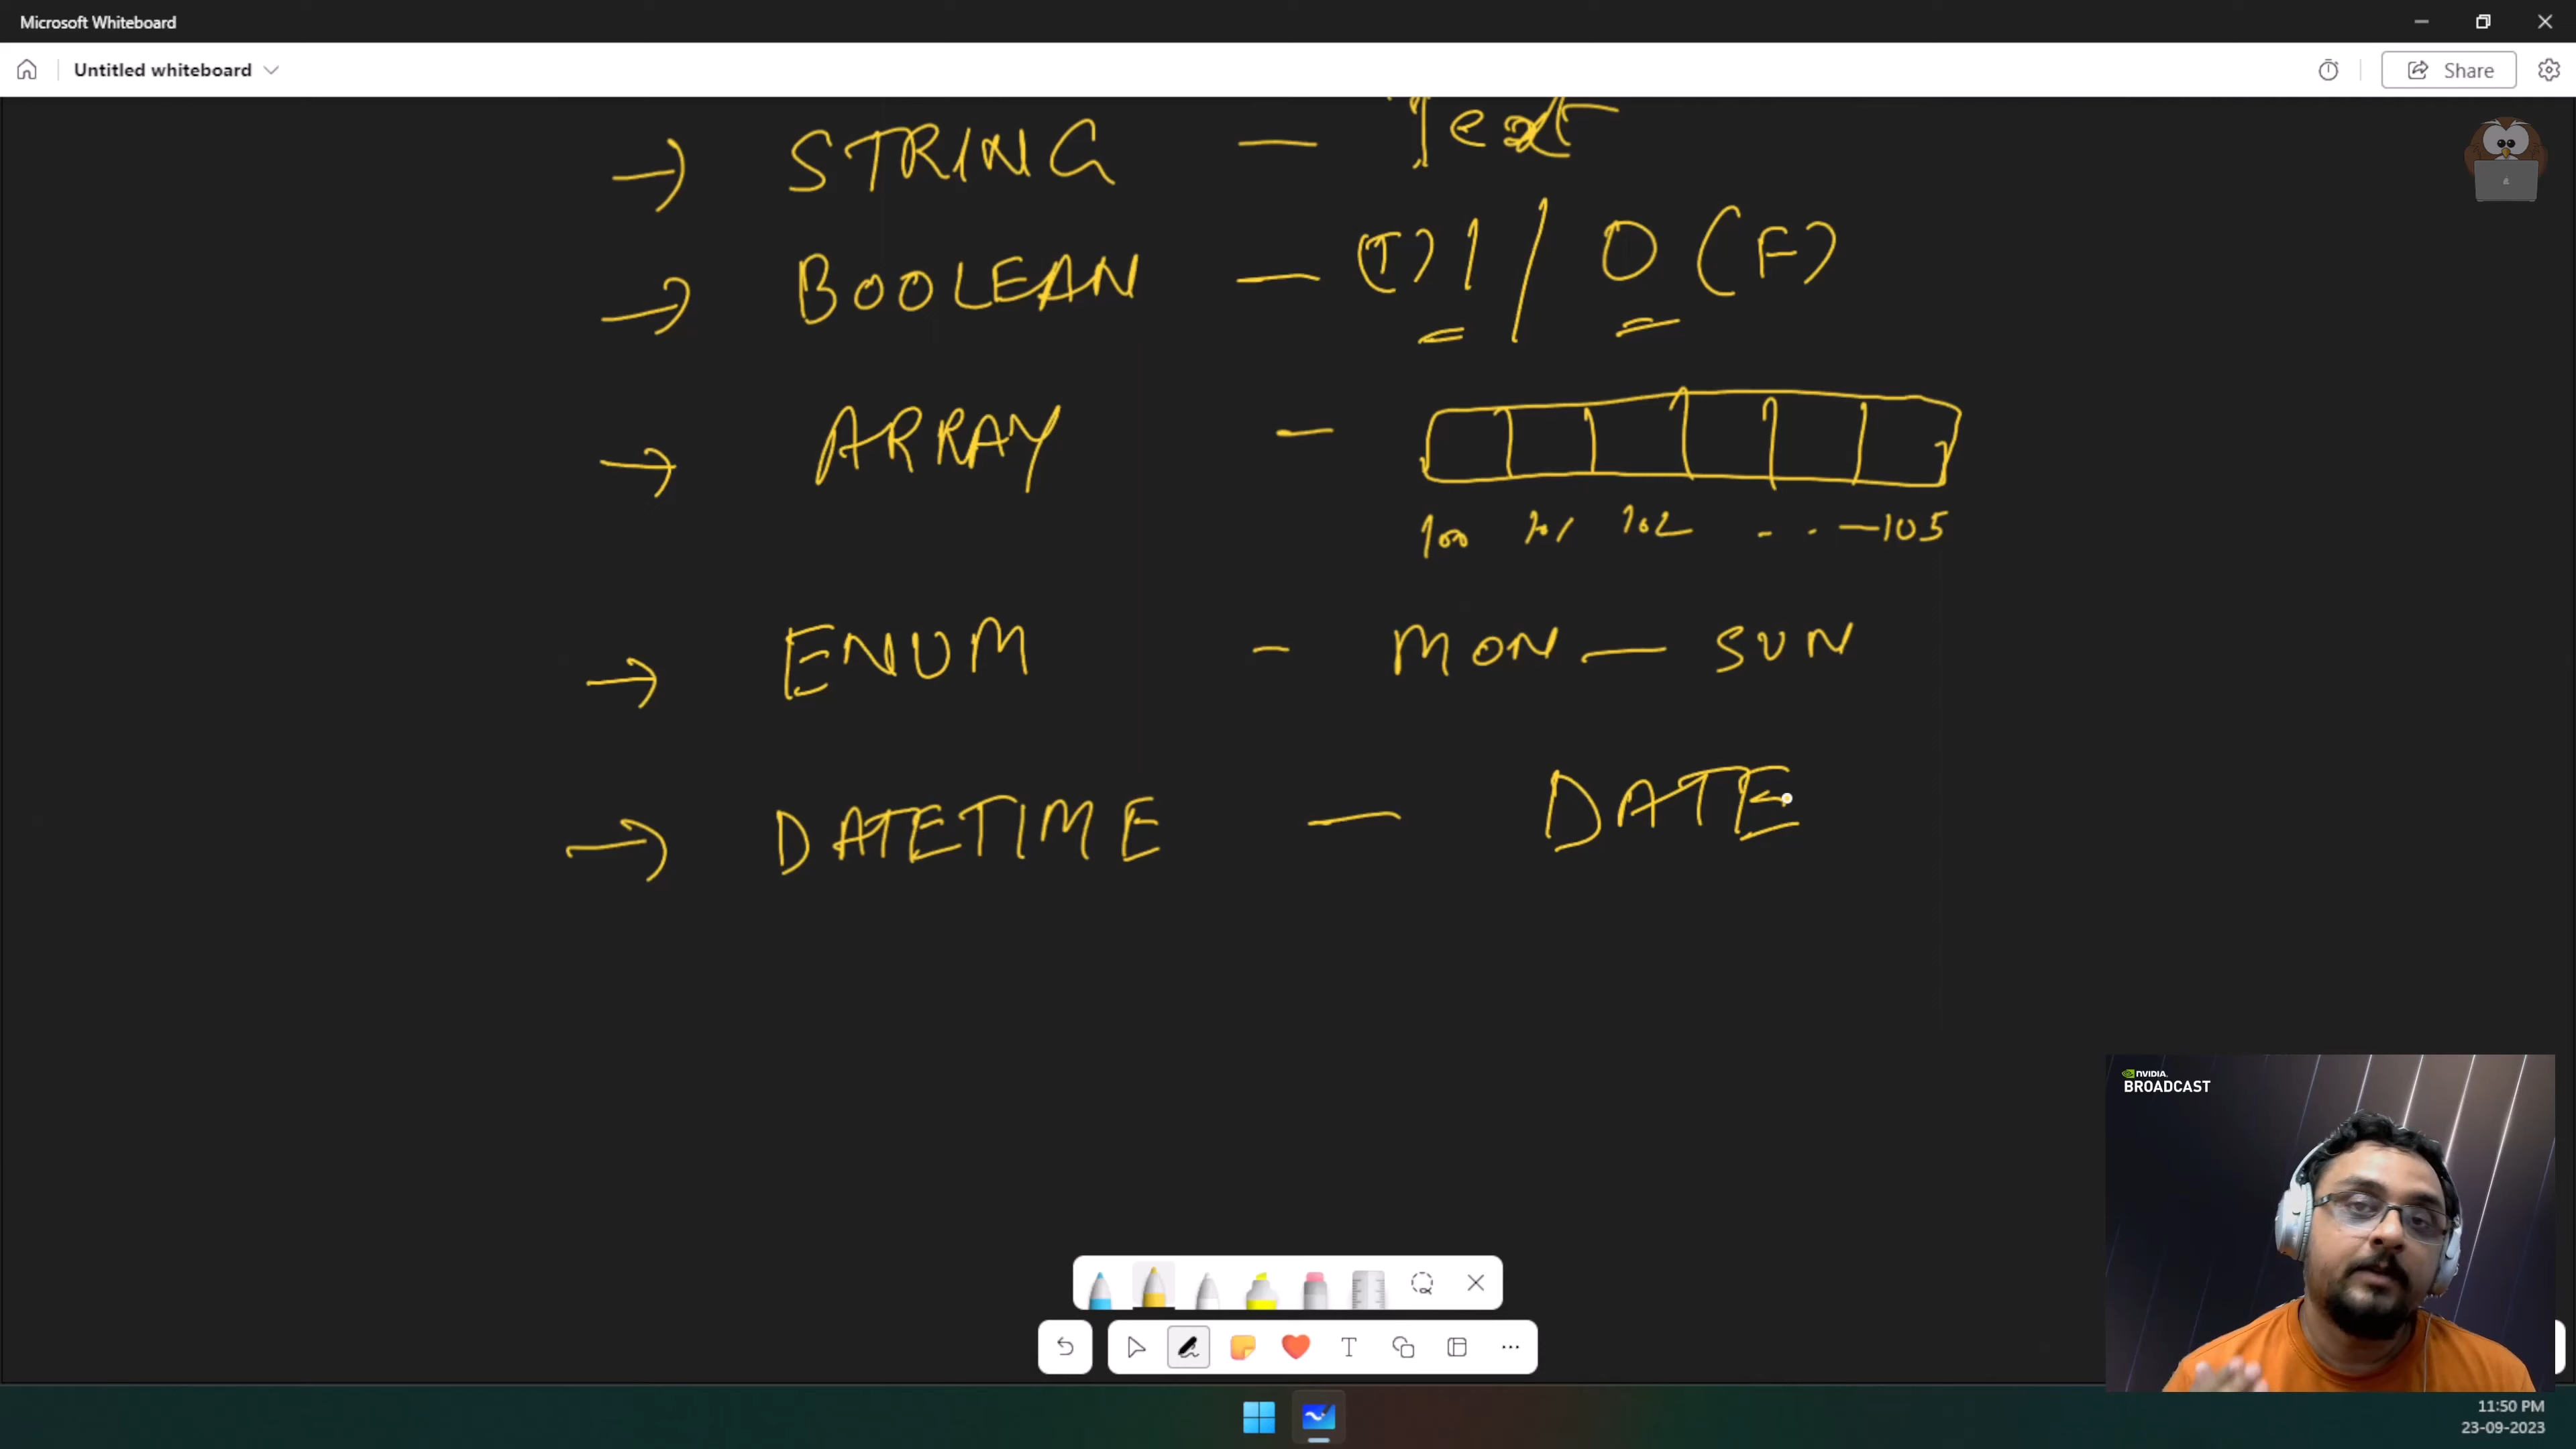 Microsoft Whiteboard
Untitled whiteboard
Share
→ STRING — Text
→ BOOLEAN — (T) 1 / 0 (F)
→ ARRAY —
100 101 102 - . —105
→ ENUM - MON — SUN
→ DATETIME — DATE
NVIDIA.
BROADCAST
T
11:50 PM
23-09-2023